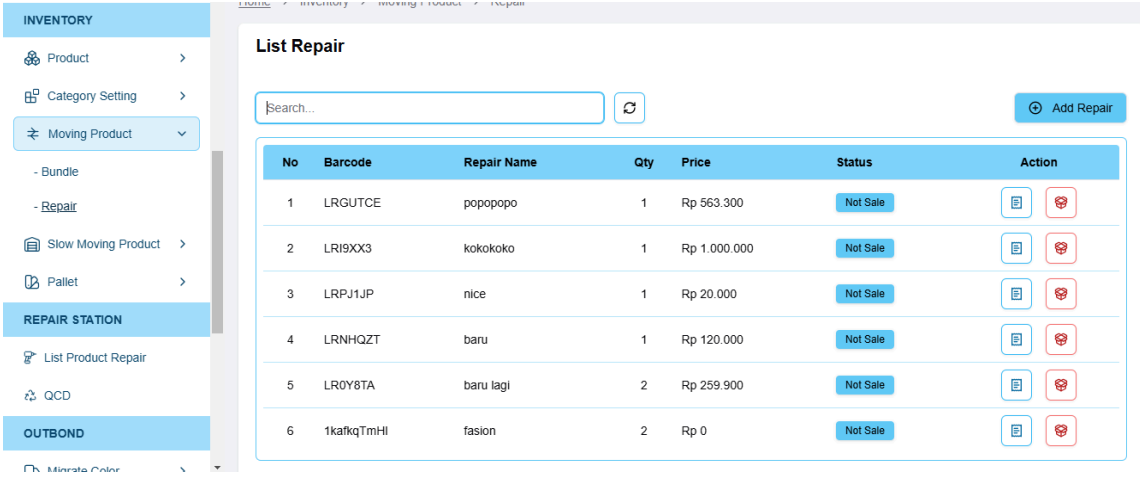 INVENTORY
Product
Category Setting
Moving Product
- Bundle
- Repair
Slow Moving Product
Pallet
REPAIR STATION
List Product Repair
QCD
OUTBOND
Migrate Color
Home > Inventory > Moving Product > Repair
List Repair
Search...
Add Repair
No Barcode Repair Name Qty Price Status Action
1 LRGUTCE popopopo 1 Rp 563.300 Not Sale
2 LRI9XX3 kokokoko 1 Rp 1.000.000 Not Sale
3 LRPJ1JP nice 1 Rp 20.000 Not Sale
4 LRNHQZT baru 1 Rp 120.000 Not Sale
5 LR0Y8TA baru lagi 2 Rp 259.900 Not Sale
6 1kafkqTmHI fasion 2 Rp 0 Not Sale